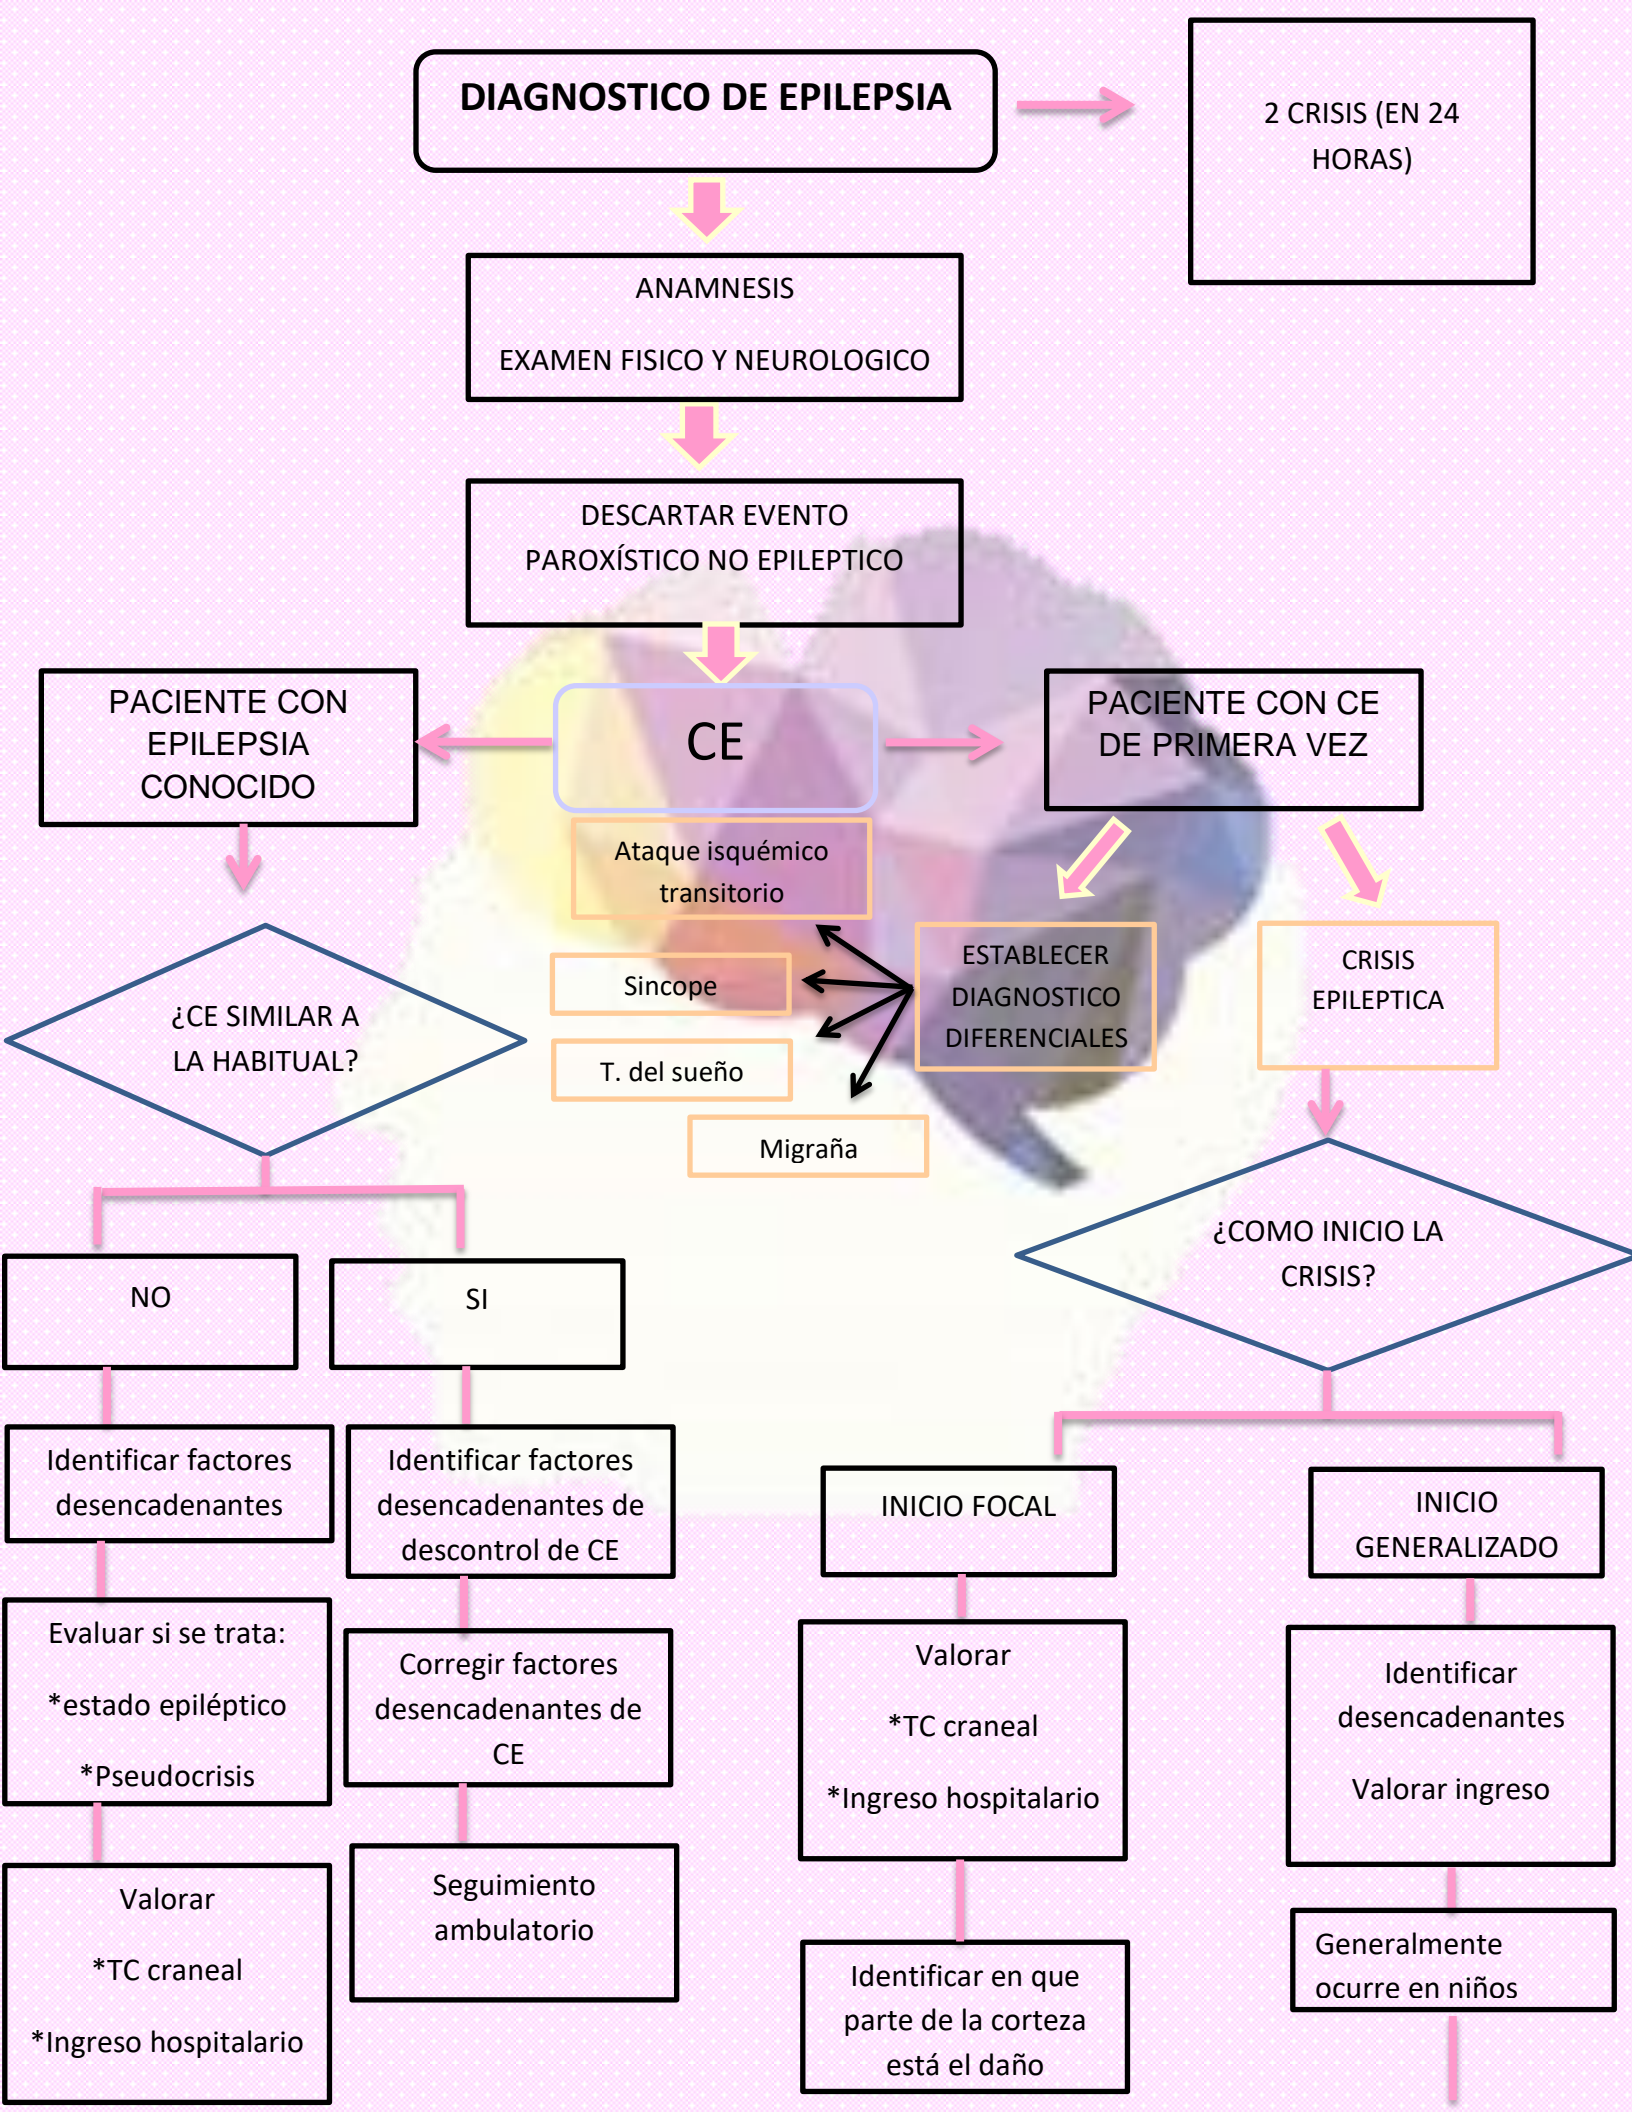 DIAGNOSTICO DE EPILEPSIA
2 CRISIS (EN 24
HORAS)
ANAMNESIS
EXAMEN FISICO Y NEUROLOGICO
DESCARTAR EVENTO
PAROXÍSTICO NO EPILEPTICO
PACIENTE CON
EPILEPSIA
CONOCIDO
CE
PACIENTE CON CE
DE PRIMERA VEZ
Ataque isquémico
transitorio
Sincope
T. del sueño
Migraña
ESTABLECER
DIAGNOSTICO
DIFERENCIALES
CRISIS
EPILEPTICA
¿CE SIMILAR A
LA HABITUAL?
¿COMO INICIO LA
CRISIS?
NO
SI
Identificar factores
desencadenantes
Identificar factores
desencadenantes de
descontrol de CE
INICIO FOCAL
INICIO
GENERALIZADO
Evaluar si se trata:
*estado epiléptico
*Pseudocrisis
Corregir factores
desencadenantes de
CE
Valorar
*TC craneal
*Ingreso hospitalario
Identificar
desencadenantes
Valorar ingreso
Valorar
*TC craneal
*Ingreso hospitalario
Seguimiento
ambulatorio
Identificar en que
parte de la corteza
está el daño
Generalmente
ocurre en niños